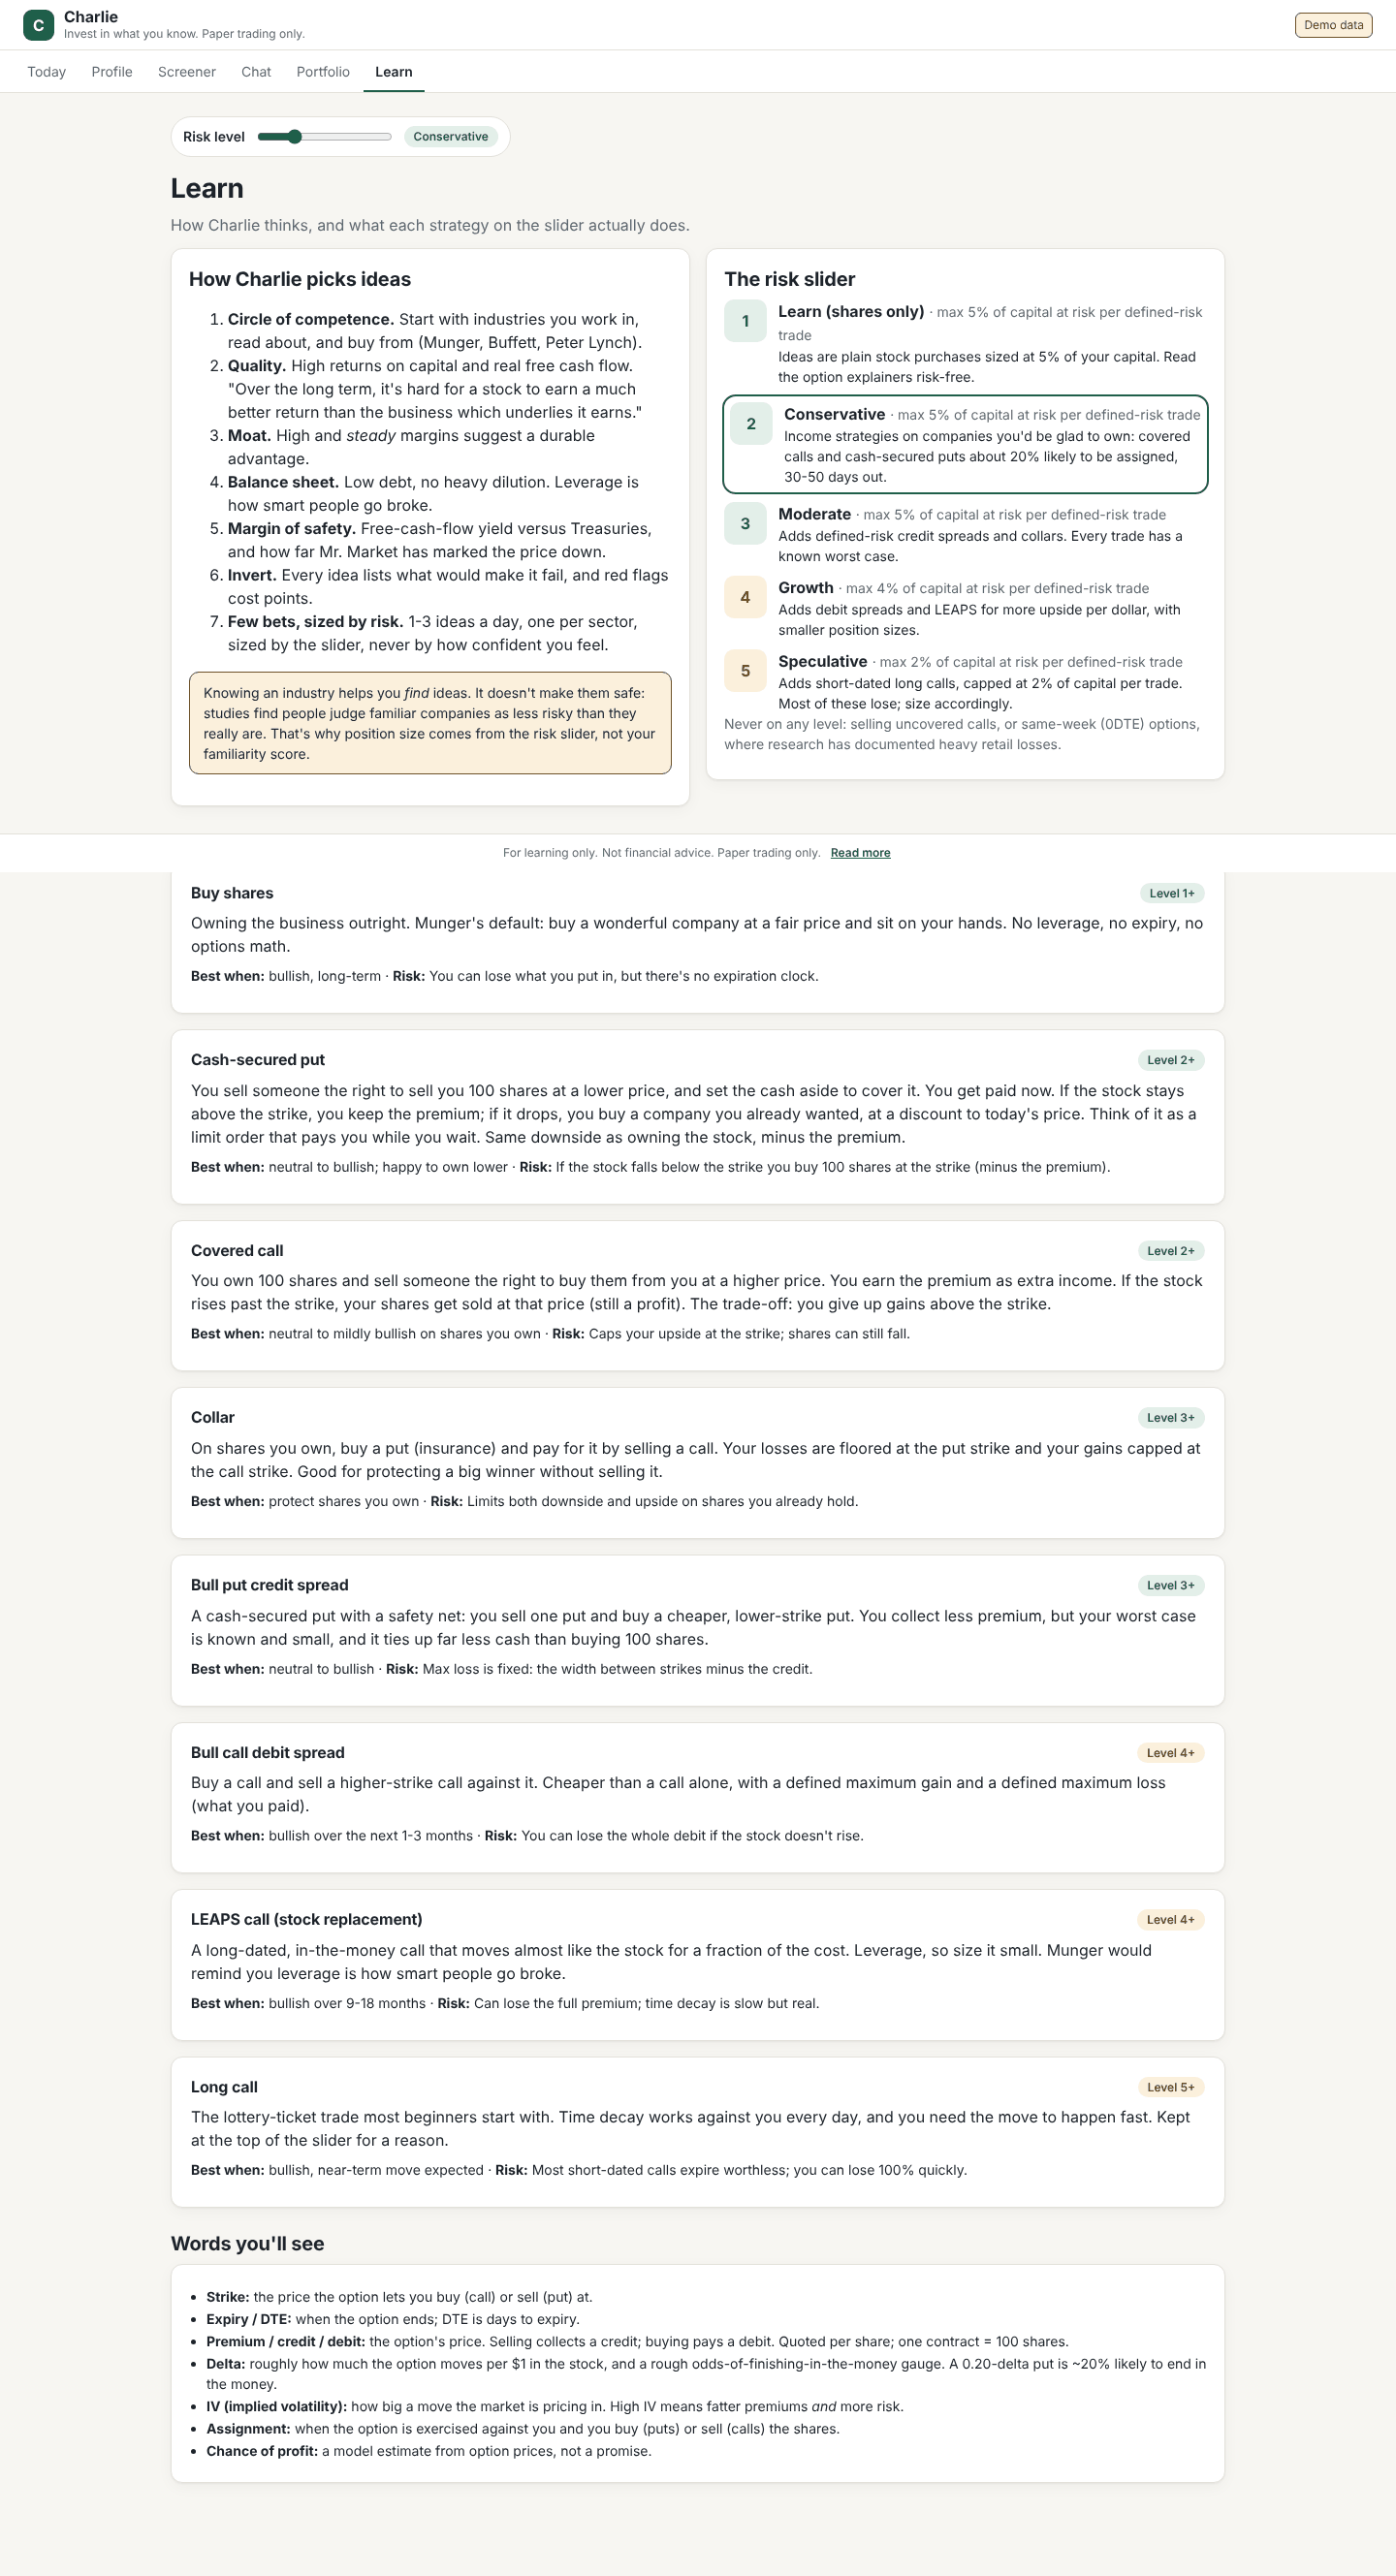 C
Charlie
Invest in what you know. Paper trading only.
Demo data
Today
Profile
Screener
Chat
Portfolio
Learn
Risk level
Conservative
Learn
How Charlie thinks, and what each strategy on the slider actually does.
How Charlie picks ideas
1. Circle of competence. Start with industries you work in,
read about, and buy from (Munger, Buffett, Peter Lynch).
2. Quality. High returns on capital and real free cash flow.
"Over the long term, it's hard for a stock to earn a much
better return than the business which underlies it earns."
3. Moat. High and steady margins suggest a durable
advantage.
4. Balance sheet. Low debt, no heavy dilution. Leverage is
how smart people go broke.
5. Margin of safety. Free-cash-flow yield versus Treasuries,
and how far Mr. Market has marked the price down.
6. Invert. Every idea lists what would make it fail, and red flags
cost points.
7. Few bets, sized by risk. 1-3 ideas a day, one per sector,
sized by the slider, never by how confident you feel.
Knowing an industry helps you find ideas. It doesn't make them safe:
studies find people judge familiar companies as less risky than they
really are. That's why position size comes from the risk slider, not your
familiarity score.
The risk slider
1
Learn (shares only) · max 5% of capital at risk per defined-risk
trade
Ideas are plain stock purchases sized at 5% of your capital. Read
the option explainers risk-free.
2
Conservative · max 5% of capital at risk per defined-risk trade
Income strategies on companies you'd be glad to own: covered
calls and cash-secured puts about 20% likely to be assigned,
30-50 days out.
3
Moderate · max 5% of capital at risk per defined-risk trade
Adds defined-risk credit spreads and collars. Every trade has a
known worst case.
4
Growth · max 4% of capital at risk per defined-risk trade
Adds debit spreads and LEAPS for more upside per dollar, with
smaller position sizes.
5
Speculative · max 2% of capital at risk per defined-risk trade
Adds short-dated long calls, capped at 2% of capital per trade.
Most of these lose; size accordingly.
Never on any level: selling uncovered calls, or same-week (0DTE) options,
where research has documented heavy retail losses.
For learning only. Not financial advice. Paper trading only. Read more
Buy shares
Level 1+
Owning the business outright. Munger's default: buy a wonderful company at a fair price and sit on your hands. No leverage, no expiry, no
options math.
Best when: bullish, long-term · Risk: You can lose what you put in, but there's no expiration clock.
Cash-secured put
Level 2+
You sell someone the right to sell you 100 shares at a lower price, and set the cash aside to cover it. You get paid now. If the stock stays
above the strike, you keep the premium; if it drops, you buy a company you already wanted, at a discount to today's price. Think of it as a
limit order that pays you while you wait. Same downside as owning the stock, minus the premium.
Best when: neutral to bullish; happy to own lower · Risk: If the stock falls below the strike you buy 100 shares at the strike (minus the premium).
Covered call
Level 2+
You own 100 shares and sell someone the right to buy them from you at a higher price. You earn the premium as extra income. If the stock
rises past the strike, your shares get sold at that price (still a profit). The trade-off: you give up gains above the strike.
Best when: neutral to mildly bullish on shares you own · Risk: Caps your upside at the strike; shares can still fall.
Collar
Level 3+
On shares you own, buy a put (insurance) and pay for it by selling a call. Your losses are floored at the put strike and your gains capped at
the call strike. Good for protecting a big winner without selling it.
Best when: protect shares you own · Risk: Limits both downside and upside on shares you already hold.
Bull put credit spread
Level 3+
A cash-secured put with a safety net: you sell one put and buy a cheaper, lower-strike put. You collect less premium, but your worst case
is known and small, and it ties up far less cash than buying 100 shares.
Best when: neutral to bullish · Risk: Max loss is fixed: the width between strikes minus the credit.
Bull call debit spread
Level 4+
Buy a call and sell a higher-strike call against it. Cheaper than a call alone, with a defined maximum gain and a defined maximum loss
(what you paid).
Best when: bullish over the next 1-3 months · Risk: You can lose the whole debit if the stock doesn't rise.
LEAPS call (stock replacement)
Level 4+
A long-dated, in-the-money call that moves almost like the stock for a fraction of the cost. Leverage, so size it small. Munger would
remind you leverage is how smart people go broke.
Best when: bullish over 9-18 months · Risk: Can lose the full premium; time decay is slow but real.
Long call
Level 5+
The lottery-ticket trade most beginners start with. Time decay works against you every day, and you need the move to happen fast. Kept
at the top of the slider for a reason.
Best when: bullish, near-term move expected · Risk: Most short-dated calls expire worthless; you can lose 100% quickly.
Words you'll see
• Strike: the price the option lets you buy (call) or sell (put) at.
• Expiry / DTE: when the option ends; DTE is days to expiry.
• Premium / credit / debit: the option's price. Selling collects a credit; buying pays a debit. Quoted per share; one contract = 100 shares.
• Delta: roughly how much the option moves per $1 in the stock, and a rough odds-of-finishing-in-the-money gauge. A 0.20-delta put is ~20% likely to end in
the money.
• IV (implied volatility): how big a move the market is pricing in. High IV means fatter premiums and more risk.
• Assignment: when the option is exercised against you and you buy (puts) or sell (calls) the shares.
• Chance of profit: a model estimate from option prices, not a promise.